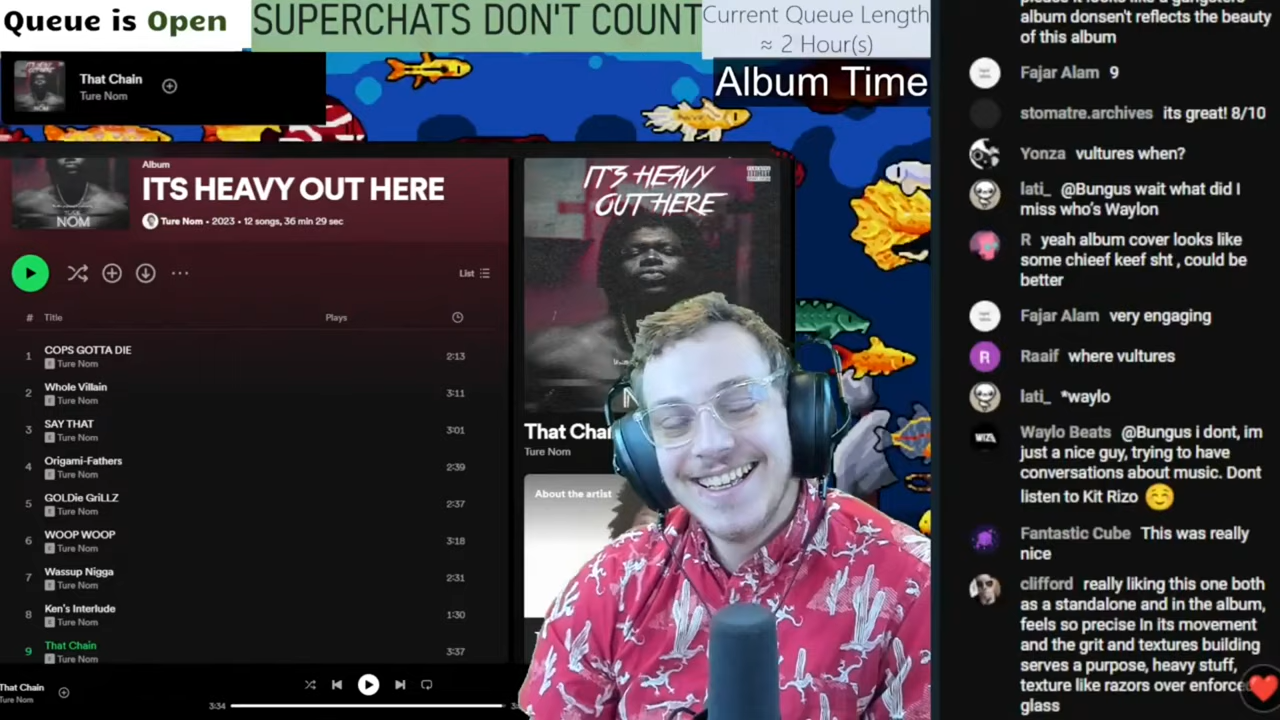 Queue is Open
SUPERCHATS DON'T COUNT
Current Queue Length
≈ 2 Hour(s)
Album Time
That Chain
Ture Nom
Album
ITS HEAVY OUT HERE
Ture Nom • 2023 • 12 songs, 36 min 29 sec
NOM
List
# Title Plays
1 COPS GOTTA DIE 2:13
E Ture Nom
2 Whole Villain 3:11
E Ture Nom
3 SAY THAT 3:01
E Ture Nom
4 Origami-Fathers 2:39
E Ture Nom
5 GOLDie GriLLZ 2:37
E Ture Nom
6 WOOP WOOP 3:18
E Ture Nom
7 Wassup Nigga 2:31
E Ture Nom
8 Ken's Interlude 1:30
E Ture Nom
9 That Chain 3:37
E Ture Nom
That Chain
Ture Nom
3:34
IT'S HEAVY
OUT HERE
That Chai
Ture Nom
About the artist
please it looks like a gangsters
album donsen't reflects the beauty
of this album
Fajar Alam 9
stomatre.archives its great! 8/10
Yonza vultures when?
lati_ @Bungus wait what did I
miss who's Waylon
R yeah album cover looks like
some chieef keef sht , could be
better
Fajar Alam very engaging
R Raaif where vultures
lati_ *waylo
Waylo Beats @Bungus i dont, im
just a nice guy, trying to have
conversations about music. Dont
listen to Kit Rizo
Fantastic Cube This was really
nice
clifford really liking this one both
as a standalone and in the album,
feels so precise In its movement
and the grit and textures building
serves a purpose, heavy stuff,
texture like razors over enforce
glass